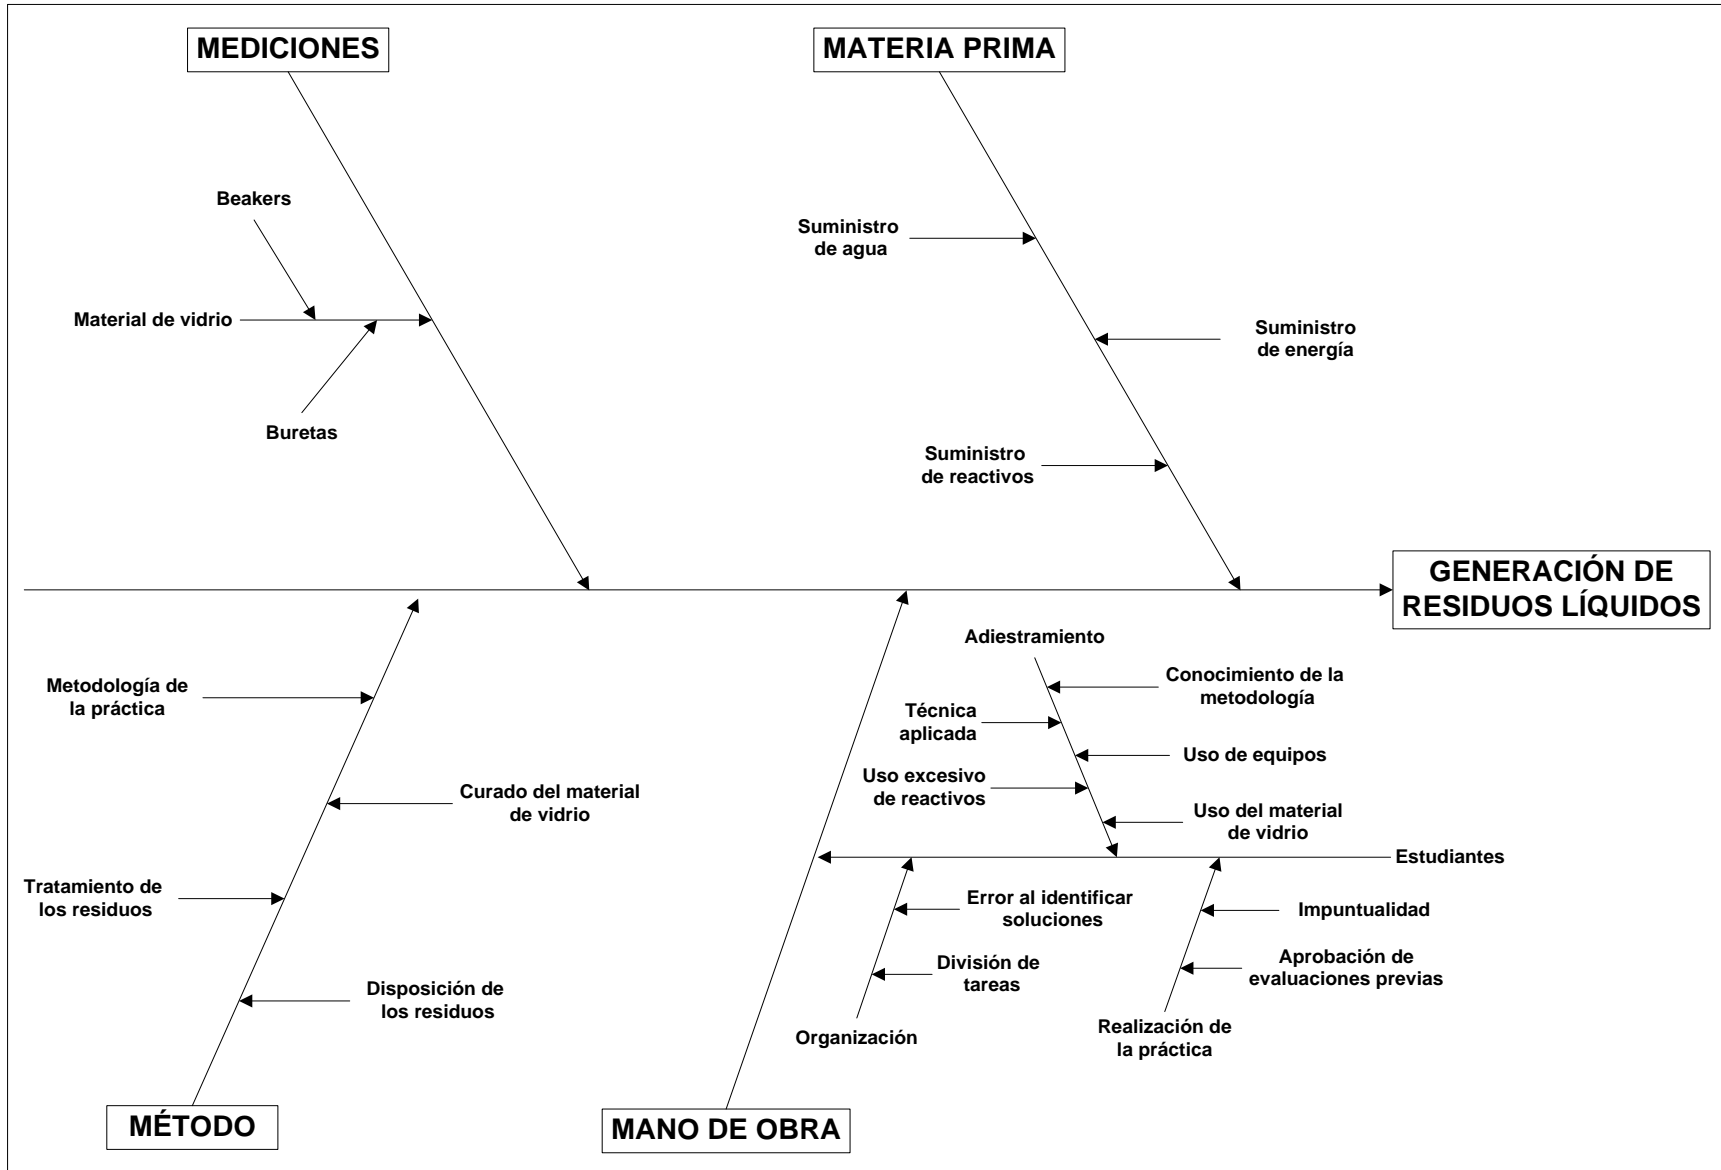 MEDICIONES
MATERIA PRIMA
Beakers
Material de vidrio
Buretas
Suministro
de agua
Suministro
de energía
Suministro
de reactivos
GENERACIÓN DE
RESIDUOS LÍQUIDOS
Metodología de
la práctica
Curado del material
de vidrio
Tratamiento de
los residuos
Disposición de
los residuos
MÉTODO
Adiestramiento
Conocimiento de la
metodología
Técnica
aplicada
Uso de equipos
Uso excesivo
de reactivos
Uso del material
de vidrio
Estudiantes
Error al identificar
soluciones
División de
tareas
Organización
Impuntualidad
Aprobación de
evaluaciones previas
Realización de
la práctica
MANO DE OBRA